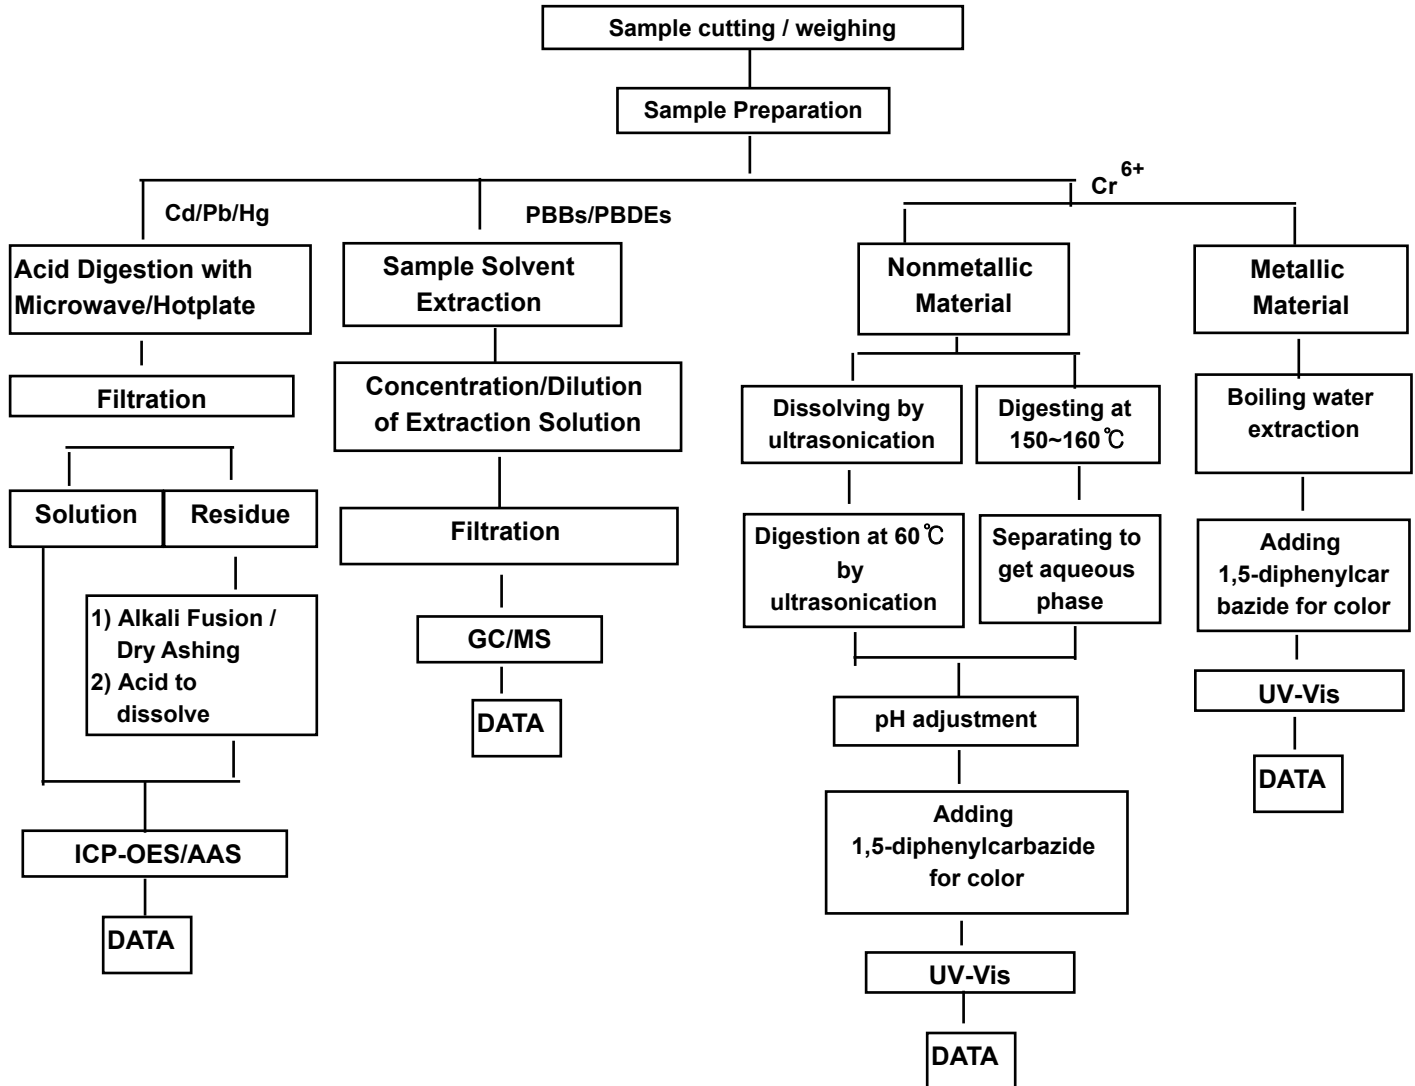 Sample cutting / weighing
Sample Preparation
Cr 6+
Cd/Pb/Hg
PBBs/PBDEs
Acid Digestion with
Microwave/Hotplate
Filtration
Solution
Residue
1) Alkali Fusion /
Dry Ashing
2) Acid to
dissolve
ICP-OES/AAS
DATA
Sample Solvent
Extraction
Concentration/Dilution
of Extraction Solution
Filtration
GC/MS
DATA
Nonmetallic
Material
Dissolving by
ultrasonication
Digestion at 60℃
by
ultrasonication
Digesting at
150~160℃
Separating to
get aqueous
phase
pH adjustment
Adding
1,5-diphenylcarbazide
for color
UV-Vis
DATA
Metallic
Material
Boiling water
extraction
Adding
1,5-diphenylcar
bazide for color
UV-Vis
DATA